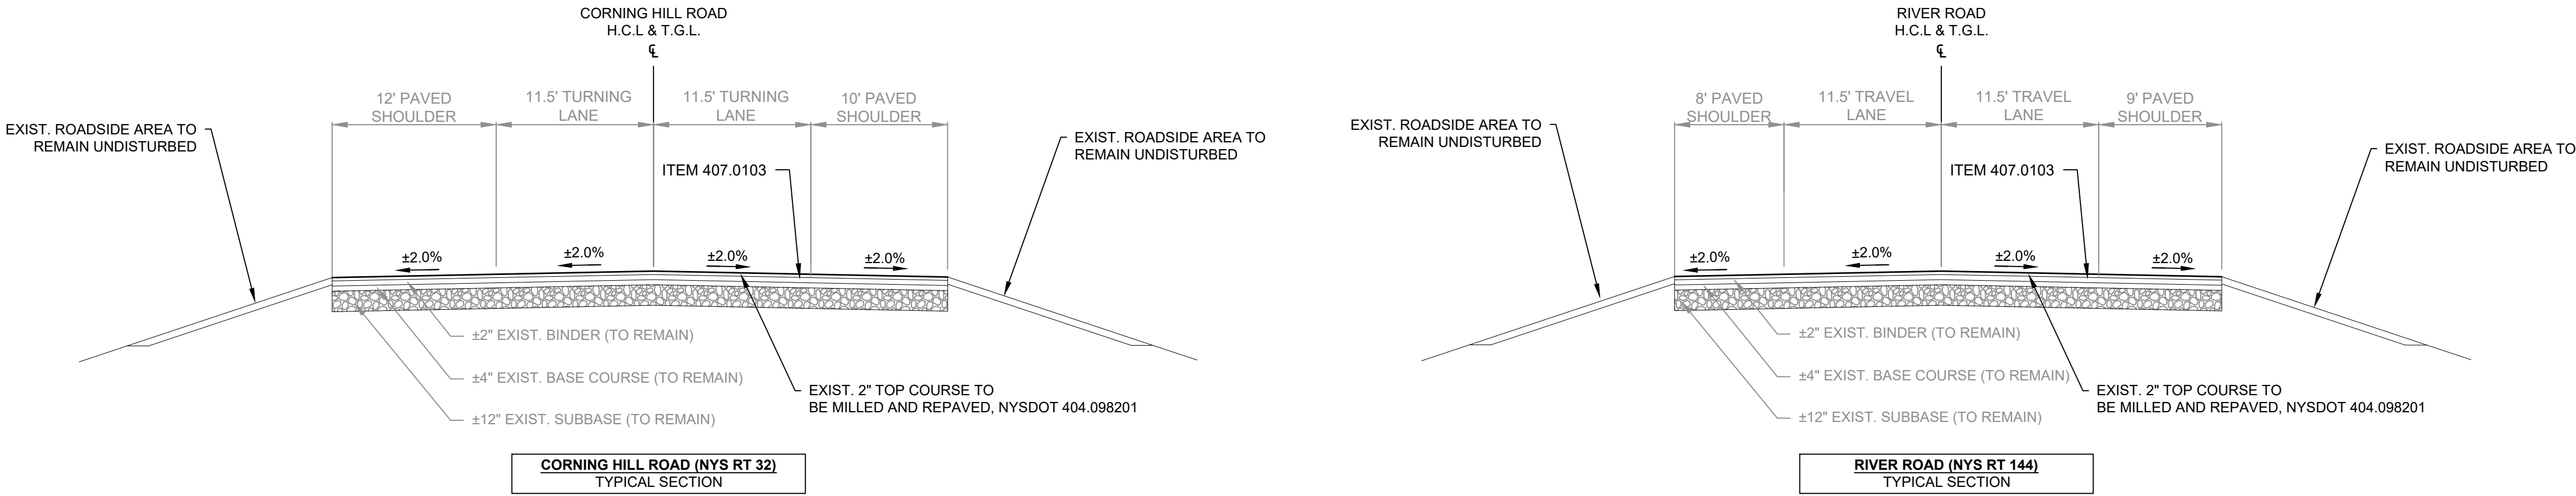 CORNING HILL ROAD
H.C.L & T.G.L.
℄
12' PAVED
SHOULDER
11.5' TURNING
LANE
11.5' TURNING
LANE
10' PAVED
SHOULDER
EXIST. ROADSIDE AREA TO
REMAIN UNDISTURBED
EXIST. ROADSIDE AREA TO
REMAIN UNDISTURBED
ITEM 407.0103
±2.0%
±2.0%
±2.0%
±2.0%
±2" EXIST. BINDER (TO REMAIN)
±4" EXIST. BASE COURSE (TO REMAIN)
±12" EXIST. SUBBASE (TO REMAIN)
EXIST. 2" TOP COURSE TO
BE MILLED AND REPAVED, NYSDOT 404.098201
CORNING HILL ROAD (NYS RT 32)
TYPICAL SECTION
RIVER ROAD
H.C.L & T.G.L.
℄
8' PAVED
SHOULDER
11.5' TRAVEL
LANE
11.5' TRAVEL
LANE
9' PAVED
SHOULDER
EXIST. ROADSIDE AREA TO
REMAIN UNDISTURBED
EXIST. ROADSIDE AREA TO
REMAIN UNDISTURBED
ITEM 407.0103
±2.0%
±2.0%
±2.0%
±2.0%
±2" EXIST. BINDER (TO REMAIN)
±4" EXIST. BASE COURSE (TO REMAIN)
±12" EXIST. SUBBASE (TO REMAIN)
EXIST. 2" TOP COURSE TO
BE MILLED AND REPAVED, NYSDOT 404.098201
RIVER ROAD (NYS RT 144)
TYPICAL SECTION